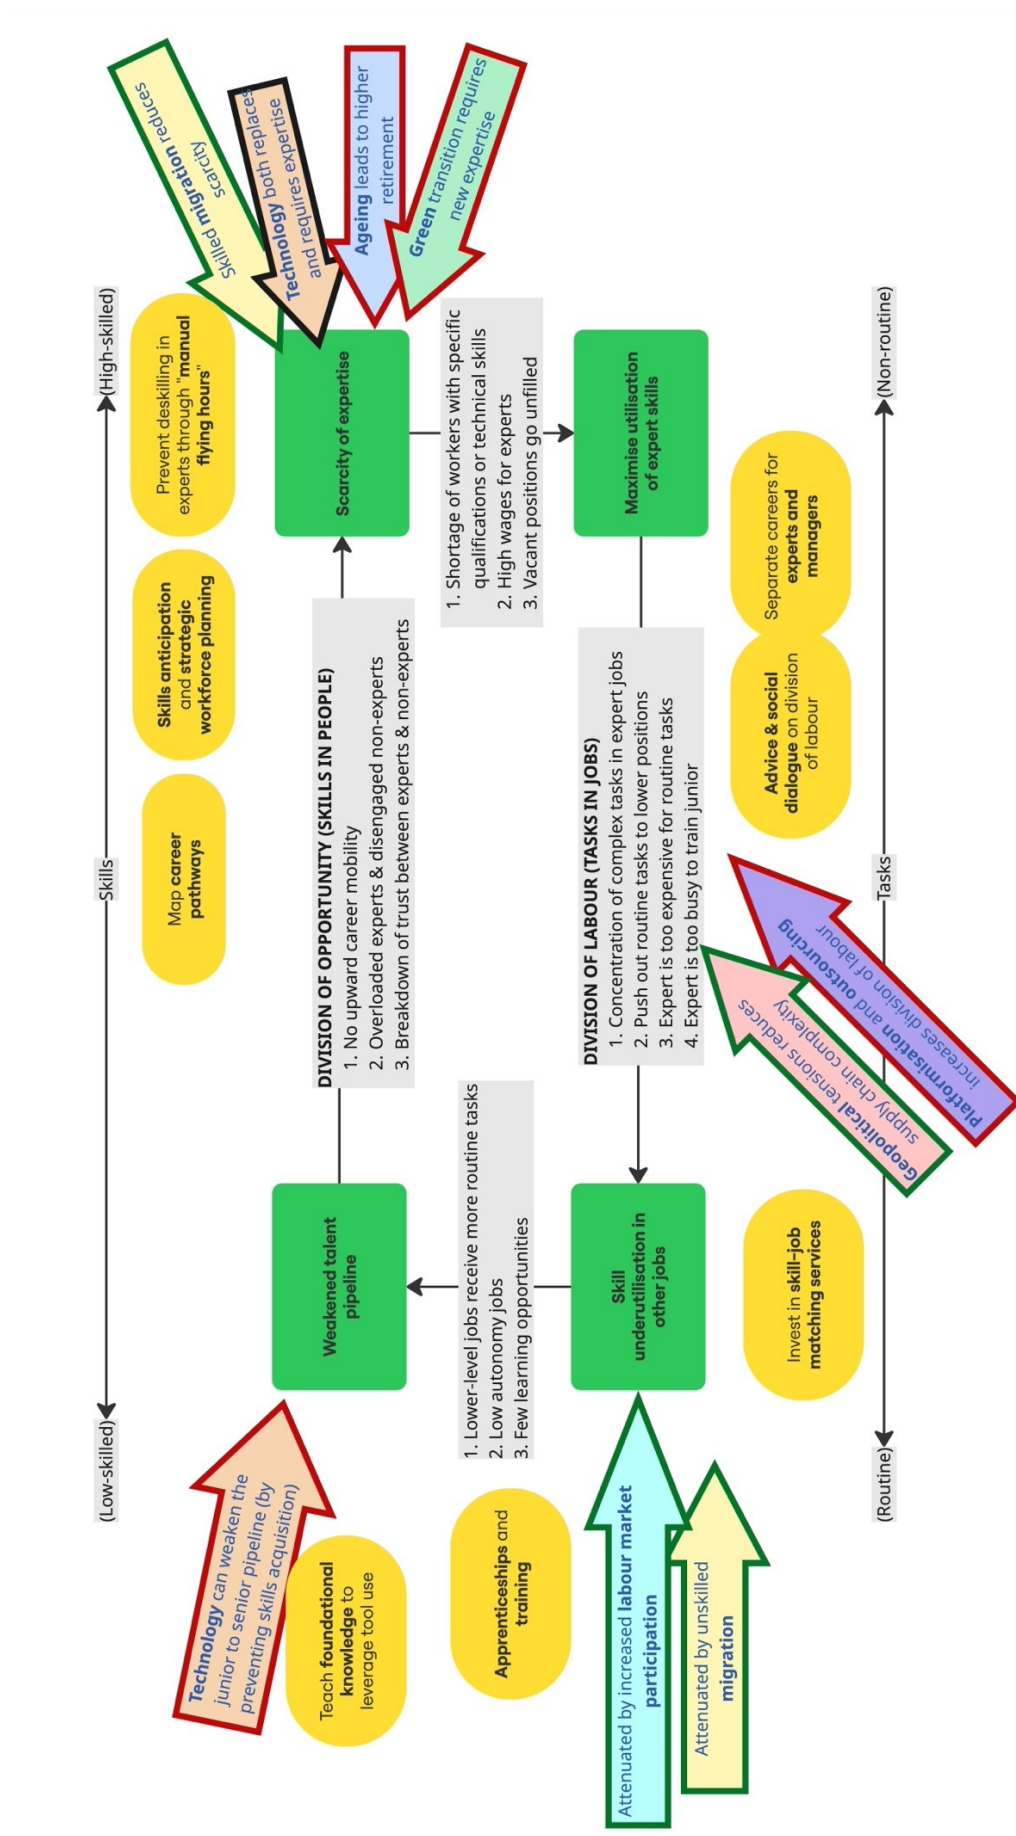 (Low-skilled)
Skills
(High-skilled)
Map career
pathways
Skills anticipation
and strategic
workforce planning
Prevent deskilling in
experts through "manual
flying hours"
Skilled migration reduces
scarcity
Technology both replaces
and requires expertise
Ageing leads to higher
retirement
Green transition requires
new expertise
Technology can weaken the
junior to senior pipeline (by
preventing skills acquisition)
Teach foundational
knowledge to
leverage tool use
Weakened talent
pipeline
DIVISION OF OPPORTUNITY (SKILLS IN PEOPLE)
1. No upward career mobility
2. Overloaded experts & disengaged non-experts
3. Breakdown of trust between experts & non-experts
Scarcity of expertise
Apprenticeships and
training
1. Lower-level jobs receive more routine tasks
2. Low autonomy jobs
3. Few learning opportunities
1. Shortage of workers with specific
qualifications or technical skills
2. High wages for experts
3. Vacant positions go unfilled
Attenuated by increased labour market
participation
Attenuated by unskilled
migration
Skill
underutilisation in
other jobs
DIVISION OF LABOUR (TASKS IN JOBS)
1. Concentration of complex tasks in expert jobs
2. Push out routine tasks to lower positions
3. Expert is too expensive for routine tasks
4. Expert is too busy to train junior
Maximise utilisation
of expert skills
Invest in skill-job
matching services
Geopolitical tensions reduces
supply chain complexity
Platformisation and outsourcing
increases division of labour
Advice & social
dialogue on division
of labour
Separate careers for
experts and
managers
(Routine)
Tasks
(Non-routine)